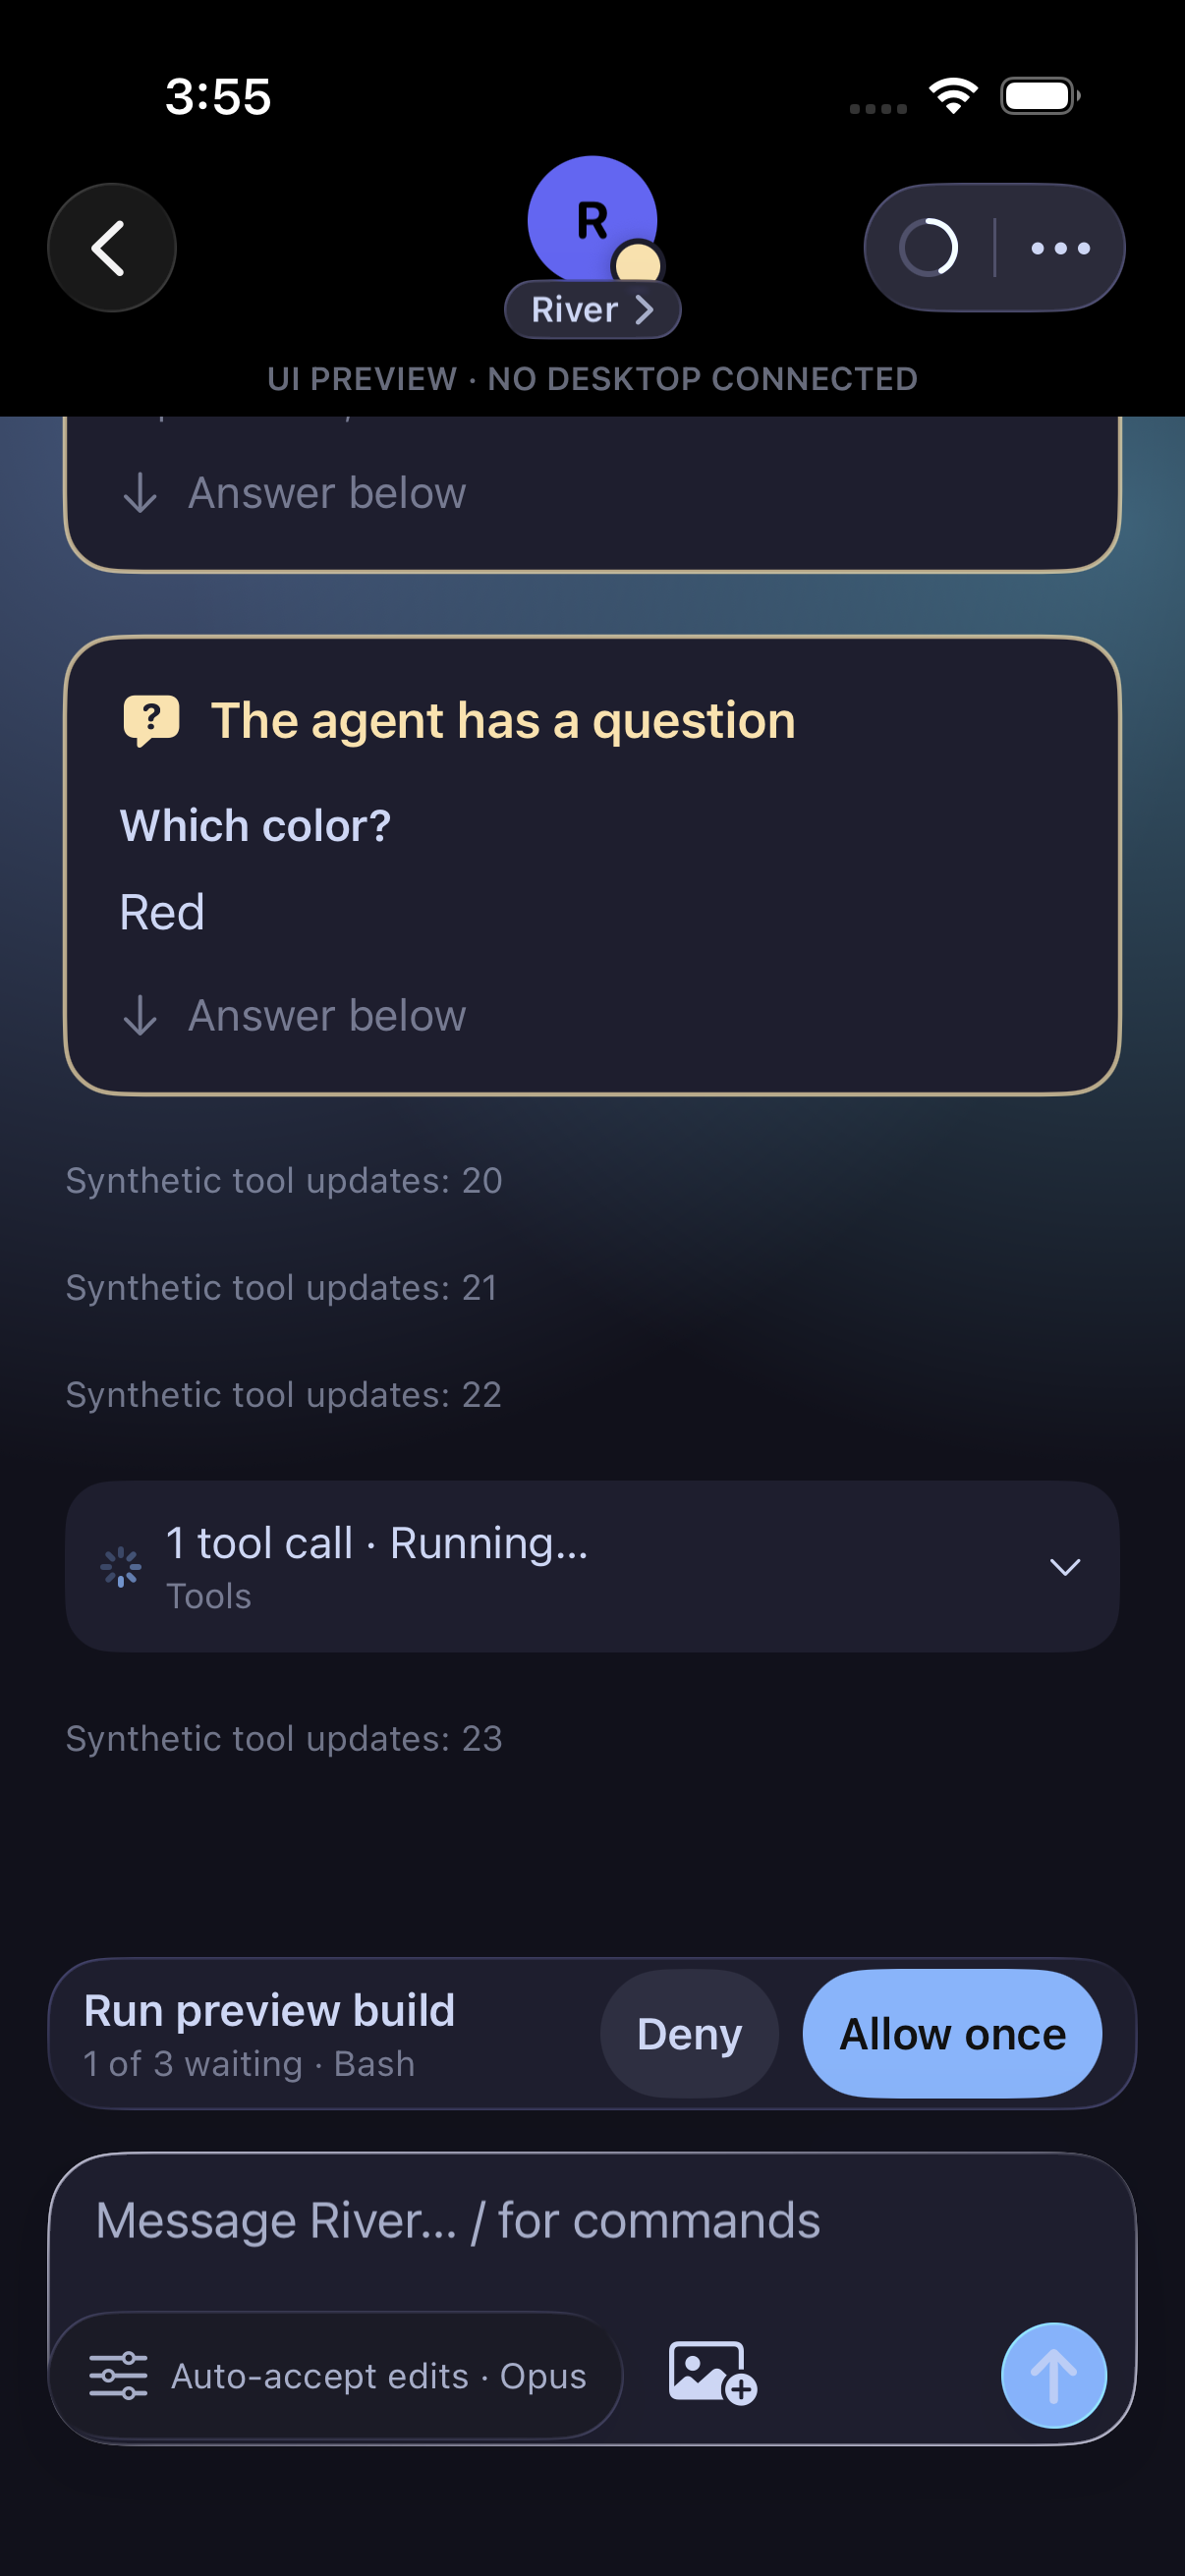 3:55
R
River
UI PREVIEW · NO DESKTOP CONNECTED
Answer below
The agent has a question
Which color?
Red
Answer below
Synthetic tool updates: 20
Synthetic tool updates: 21
Synthetic tool updates: 22
1 tool call · Running...
Tools
Synthetic tool updates: 23
Run preview build
1 of 3 waiting · Bash
Deny
Allow once
Message River... / for commands
Auto-accept edits · Opus